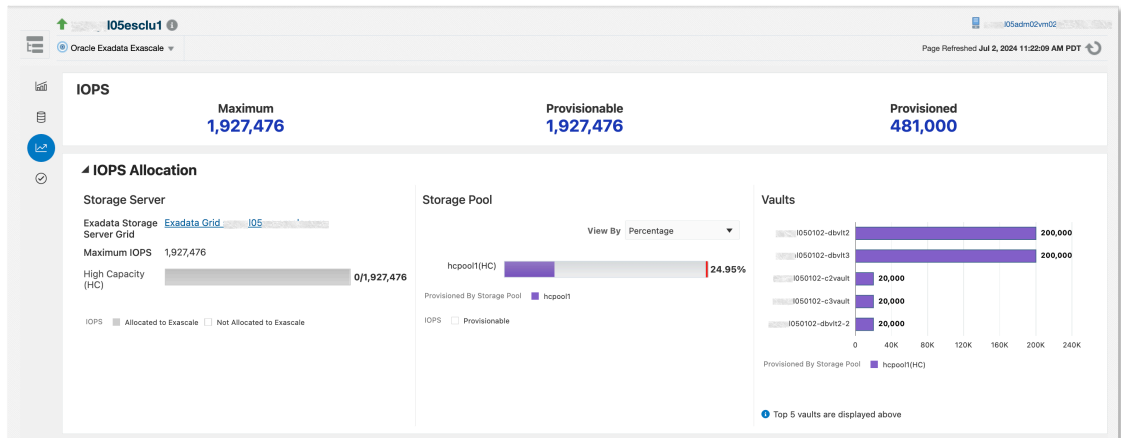 l05esclu1
l05adm02vm02
Oracle Exadata Exascale
Page Refreshed Jul 2, 2024 11:22:09 AM PDT
IOPS
Maximum
Provisionable
Provisioned
1,927,476
1,927,476
481,000
IOPS Allocation
Storage Server
Exadata Storage Server Grid
Exadata Grid l05
Maximum IOPS 1,927,476
High Capacity (HC)
0/1,927,476
IOPS Allocated to Exascale Not Allocated to Exascale
Storage Pool
View By Percentage
hcpool1(HC)
24.95%
Provisioned By Storage Pool hcpool1
IOPS Provisionable
Vaults
l050102-dbvlt2 200,000
l050102-dbvlt3 200,000
l050102-c2vault 20,000
l050102-c3vault 20,000
l050102-dbvlt2-2 20,000
0 40K 80K 120K 160K 200K 240K
Provisioned By Storage Pool hcpool1(HC)
Top 5 vaults are displayed above